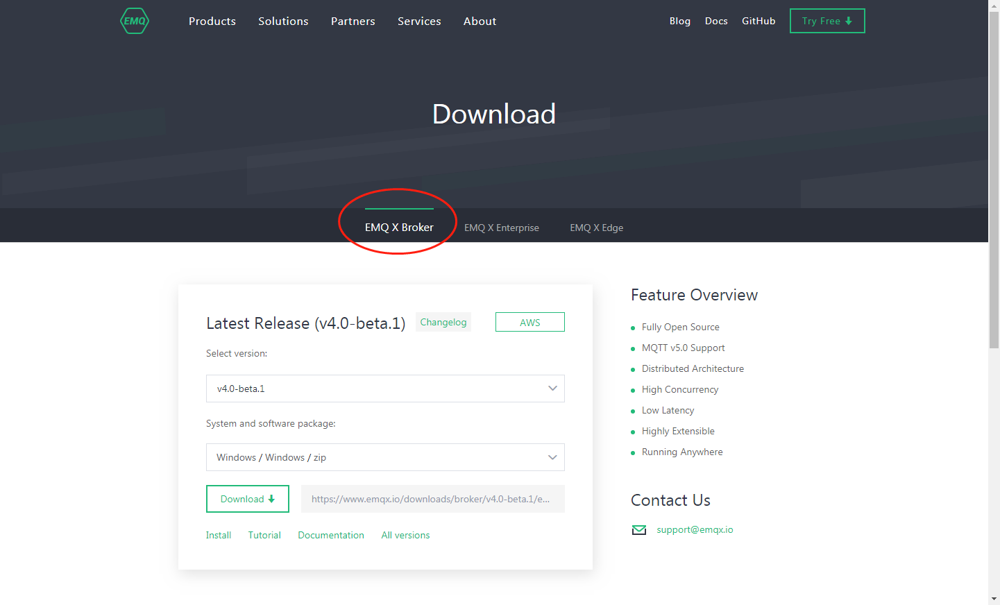 EMQ
Products Solutions Partners Services About
Blog Docs GitHub Try Free
Download
EMQ X Broker EMQ X Enterprise EMQ X Edge
Latest Release (v4.0-beta.1) Changelog AWS
Select version:
v4.0-beta.1
System and software package:
Windows / Windows / zip
Download https://www.emqx.io/downloads/broker/v4.0-beta.1/e...
Install Tutorial Documentation All versions
Feature Overview
Fully Open Source
MQTT v5.0 Support
Distributed Architecture
High Concurrency
Low Latency
Highly Extensible
Running Anywhere
Contact Us
support@emqx.io